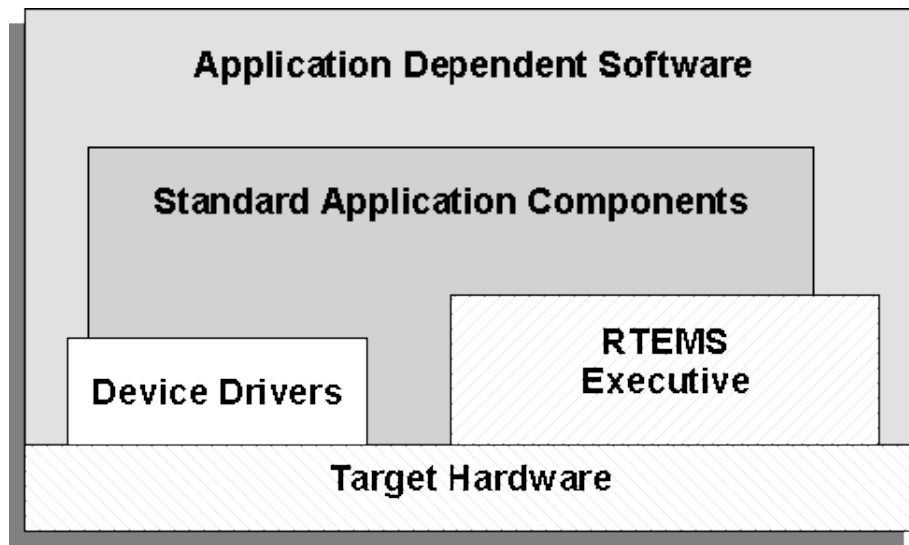 Application Dependent Software
Standard Application Components
RTEMS
Executive
Device Drivers
Target Hardware